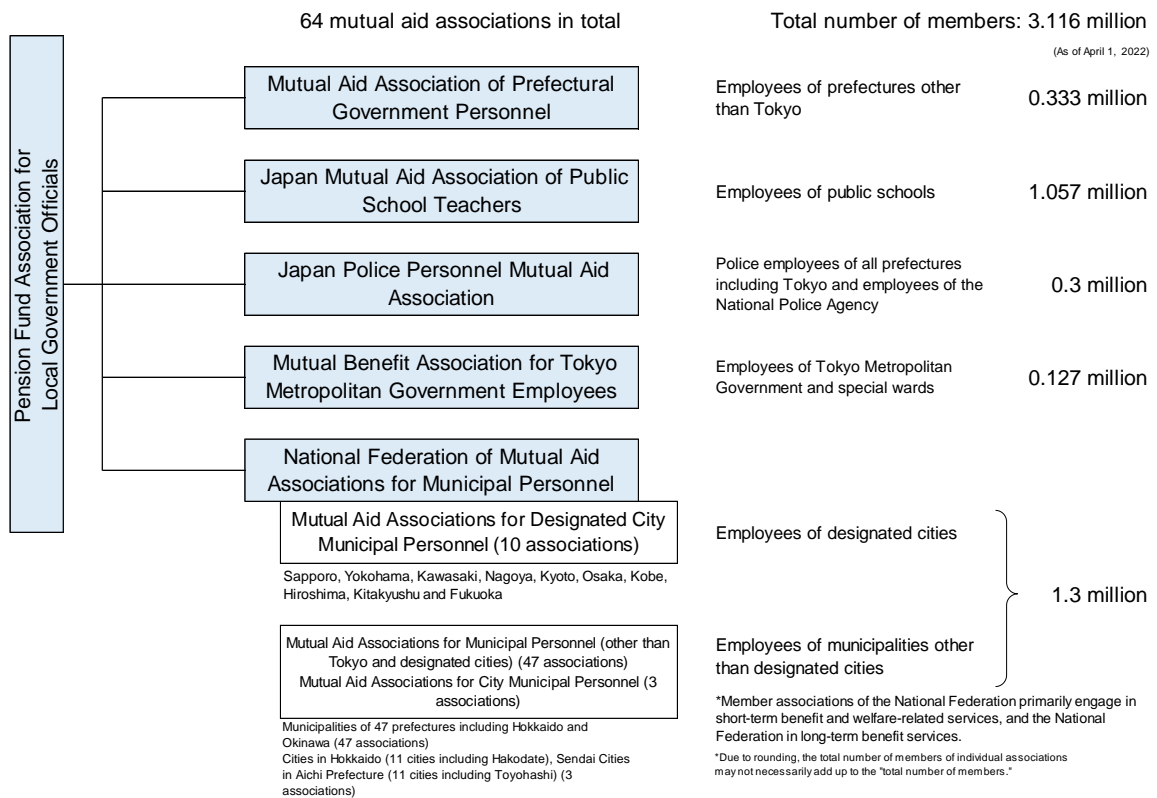 64 mutual aid associations in total
Total number of members: 3.116 million
(As of April 1, 2022)
Pension Fund Association for
Local Government Officials
Mutual Aid Association of Prefectural
Government Personnel
Employees of prefectures other
than Tokyo
0.333 million
Japan Mutual Aid Association of Public
School Teachers
Employees of public schools
1.057 million
Japan Police Personnel Mutual Aid
Association
Police employees of all prefectures
including Tokyo and employees of the
National Police Agency
0.3 million
Mutual Benefit Association for Tokyo
Metropolitan Government Employees
Employees of Tokyo Metropolitan
Government and special wards
0.127 million
National Federation of Mutual Aid
Associations for Municipal Personnel
Mutual Aid Associations for Designated City
Municipal Personnel (10 associations)
Employees of designated cities
Sapporo, Yokohama, Kawasaki, Nagoya, Kyoto, Osaka, Kobe,
Hiroshima, Kitakyushu and Fukuoka
1.3 million
Mutual Aid Associations for Municipal Personnel (other than
Tokyo and designated cities) (47 associations)
Mutual Aid Associations for City Municipal Personnel (3
associations)
Employees of municipalities other
than designated cities
Municipalities of 47 prefectures including Hokkaido and
Okinawa (47 associations)
Cities in Hokkaido (11 cities including Hakodate), Sendai Cities
in Aichi Prefecture (11 cities including Toyohashi) (3
associations)
*Member associations of the National Federation primarily engage in
short-term benefit and welfare-related services, and the National
Federation in long-term benefit services.
*Due to rounding, the total number of members of individual associations
may not necessarily add up to the "total number of members."